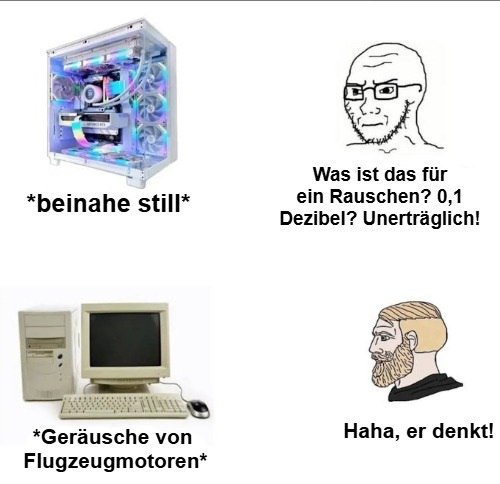 *beinahe still*
Was ist das für
ein Rauschen? 0,1
Dezibel? Unerträglich!
*Geräusche von
Flugzeugmotoren*
Haha, er denkt!